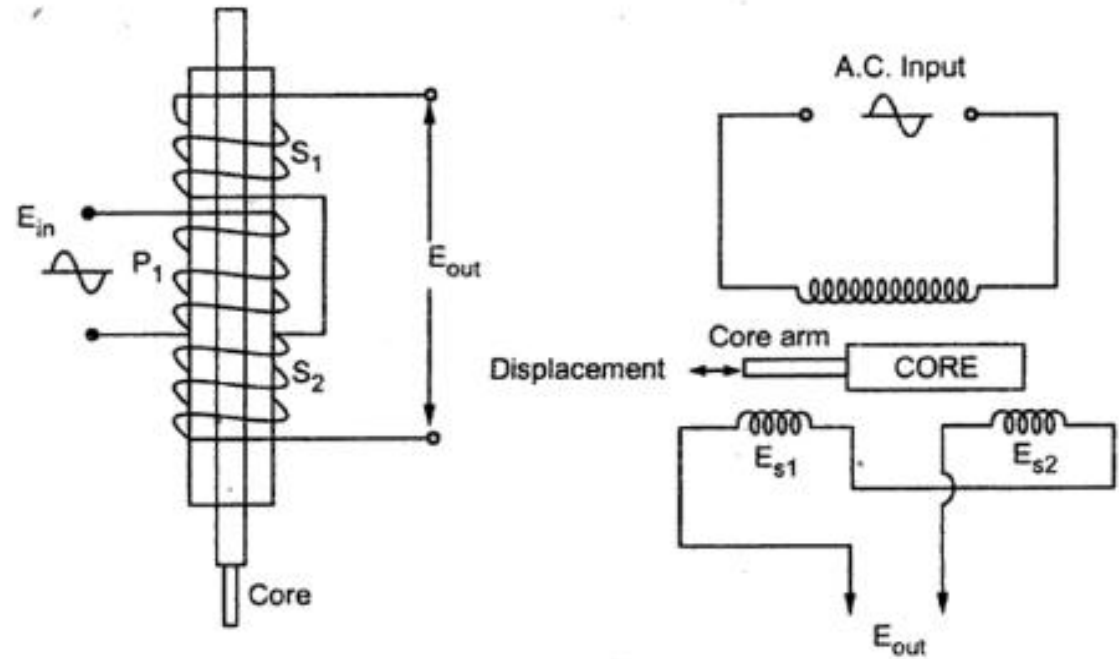 S1
Ein
P1
Eout
S2
Core
A.C. Input
Core arm
Displacement
CORE
Es1
Es2
Eout